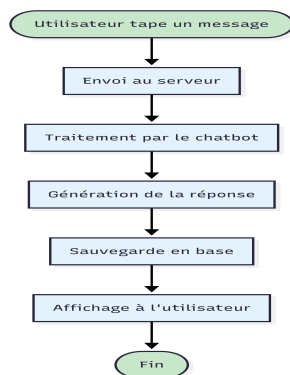 Utilisateur tape un message
Envoi au serveur
Traitement par le chatbot
Génération de la réponse
Sauvegarde en base
Affichage à l'utilisateur
Fin